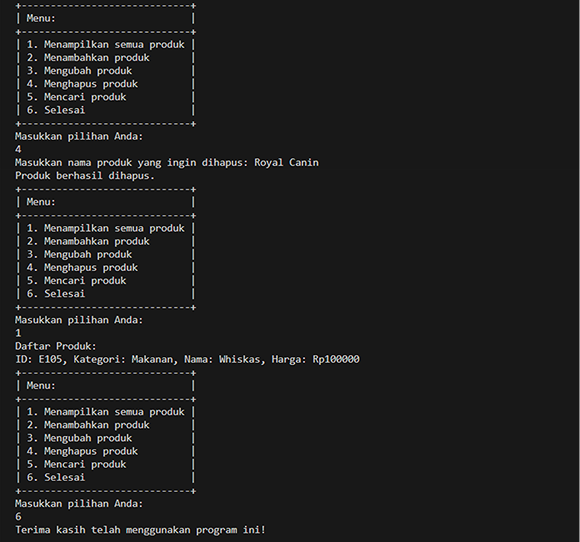 +-----------------------------+
| Menu:                       |
+-----------------------------+
| 1. Menampilkan semua produk |
| 2. Menambahkan produk       |
| 3. Mengubah produk          |
| 4. Menghapus produk         |
| 5. Mencari produk           |
| 6. Selesai                  |
+-----------------------------+
Masukkan pilihan Anda:
4
Masukkan nama produk yang ingin dihapus: Royal Canin
Produk berhasil dihapus.
+-----------------------------+
| Menu:                       |
+-----------------------------+
| 1. Menampilkan semua produk |
| 2. Menambahkan produk       |
| 3. Mengubah produk          |
| 4. Menghapus produk         |
| 5. Mencari produk           |
| 6. Selesai                  |
+-----------------------------+
Masukkan pilihan Anda:
1
Daftar Produk:
ID: E105, Kategori: Makanan, Nama: Whiskas, Harga: Rp100000
+-----------------------------+
| Menu:                       |
+-----------------------------+
| 1. Menampilkan semua produk |
| 2. Menambahkan produk       |
| 3. Mengubah produk          |
| 4. Menghapus produk         |
| 5. Mencari produk           |
| 6. Selesai                  |
+-----------------------------+
Masukkan pilihan Anda:
6
Terima kasih telah menggunakan program ini!